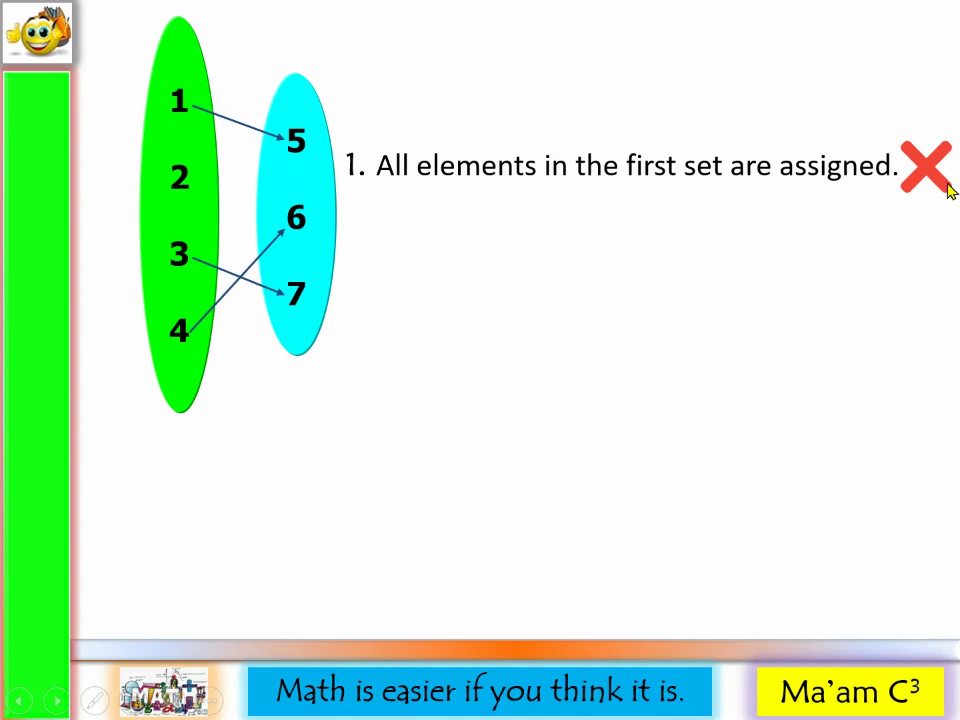 1
2
3
4
5
6
7
1. All elements in the first set are assigned.
MATH
Math is easier if you think it is.
Ma’am C³